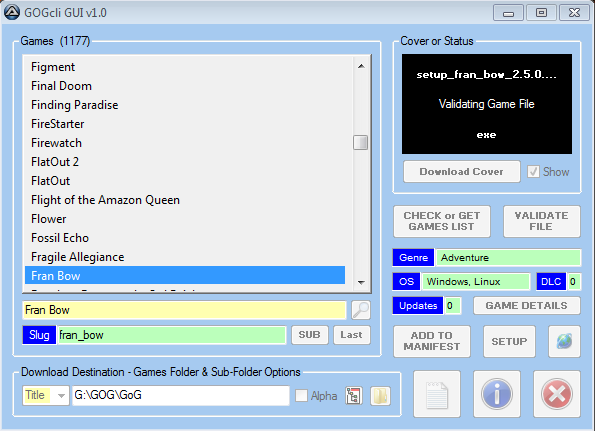 GOGcli GUI v1.0
Games (1177)
Figment
Final Doom
Finding Paradise
FireStarter
Firewatch
FlatOut 2
FlatOut
Flight of the Amazon Queen
Flower
Fossil Echo
Fragile Allegiance
Fran Bow
Fran Bow
Slug fran_bow SUB Last
Download Destination - Games Folder & Sub-Folder Options
Title G:\GOG\GoG Alpha
Cover or Status
setup_fran_bow_2.5.0....
Validating Game File
exe
Download Cover Show
CHECK or GET
GAMES LIST
VALIDATE
FILE
Genre Adventure
OS Windows, Linux DLC 0
Updates 0 GAME DETAILS
ADD TO
MANIFEST
SETUP